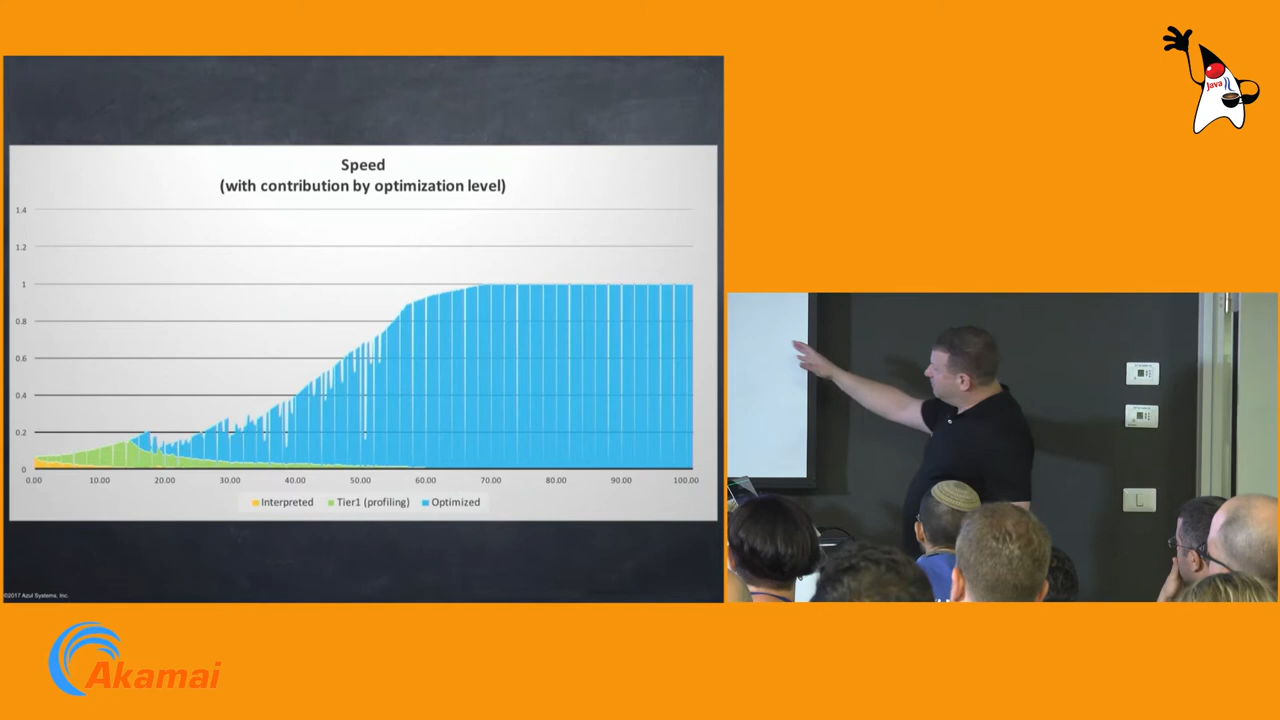 Speed
(with contribution by optimization level)
1.4
1.2
1
0.8
0.6
0.4
0.2
0
0.00 10.00 20.00 30.00 40.00 50.00 60.00 70.00 80.00 90.00 100.00
Interpreted Tier1 (profiling) Optimized
©2017 Azul Systems, Inc.
Java
Akamai